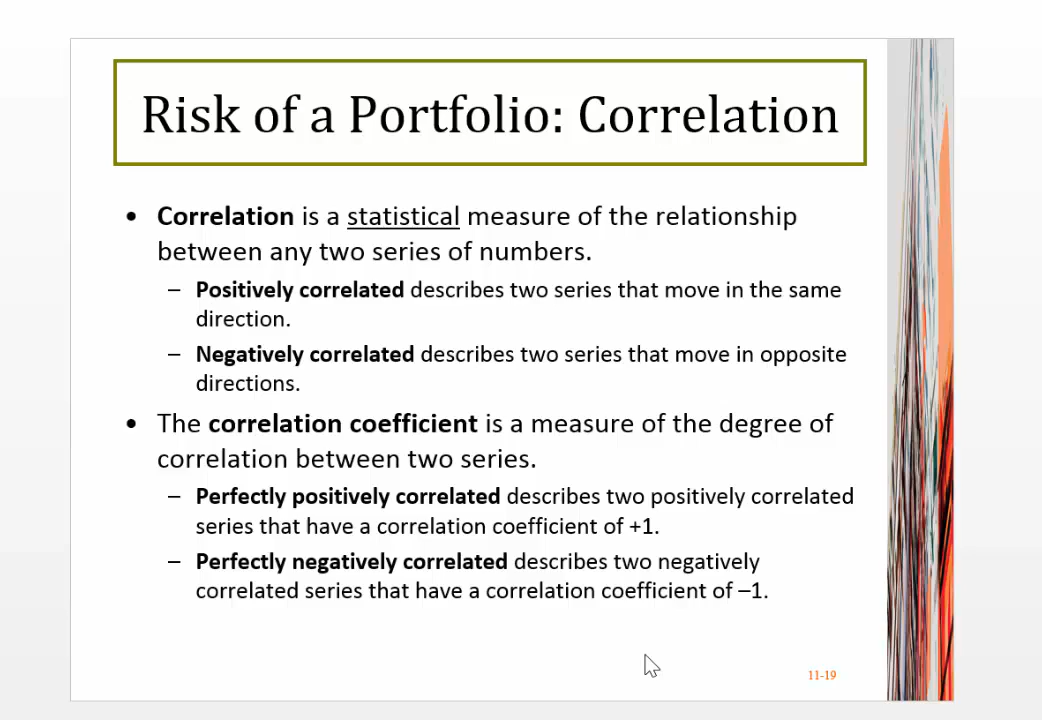 Risk of a Portfolio: Correlation
• Correlation is a statistical measure of the relationship
between any two series of numbers.
– Positively correlated describes two series that move in the same
direction.
– Negatively correlated describes two series that move in opposite
directions.
• The correlation coefficient is a measure of the degree of
correlation between two series.
– Perfectly positively correlated describes two positively correlated
series that have a correlation coefficient of +1.
– Perfectly negatively correlated describes two negatively
correlated series that have a correlation coefficient of –1.
11-19